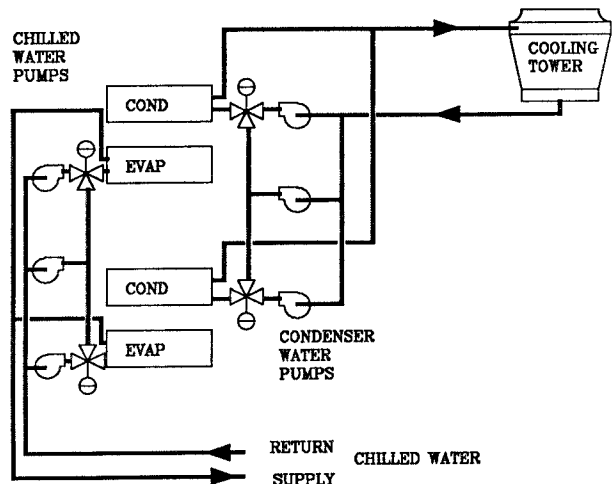 CHILLED
WATER
PUMPS
COOLING
TOWER
COND
EVAP
COND
EVAP
CONDENSER
WATER
PUMPS
RETURN
CHILLED WATER
SUPPLY